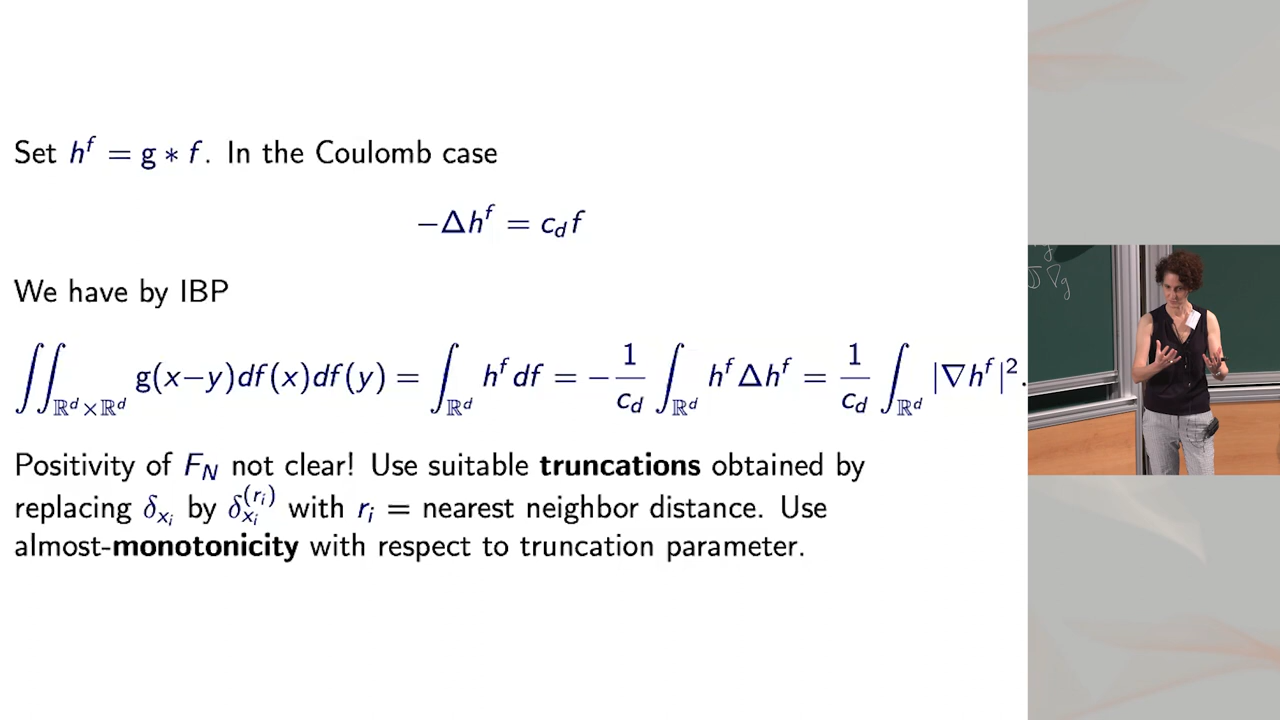 Set h^f = g ∗ f. In the Coulomb case
−Δh^f = c_d f
We have by IBP
∬_{ℝ^d×ℝ^d} g(x−y)df(x)df(y) = ∫_{ℝ^d} h^f df = −1/c_d ∫_{ℝ^d} h^f Δh^f = 1/c_d ∫_{ℝ^d} |∇h^f|².
Positivity of F_N not clear! Use suitable truncations obtained by
replacing δ_{x_i} by δ_{x_i}^{(r_i)} with r_i = nearest neighbor distance. Use
almost-monotonicity with respect to truncation parameter.
∇g